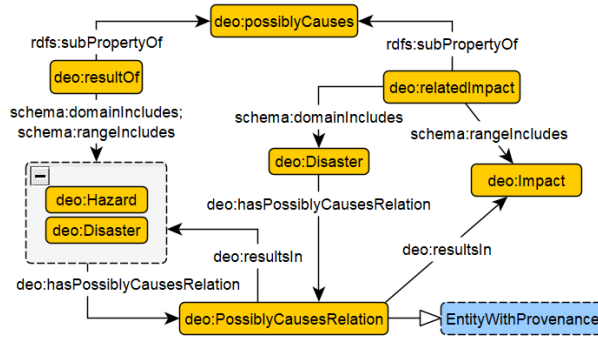 deo:possiblyCauses
rdfs:subPropertyOf
rdfs:subPropertyOf
deo:resultOf
deo:relatedImpact
schema:domainIncludes;
schema:rangeIncludes
schema:domainIncludes
schema:rangeIncludes
deo:Disaster
deo:Impact
deo:Hazard
deo:Disaster
deo:hasPossiblyCausesRelation
deo:resultsIn
deo:resultsIn
deo:hasPossiblyCausesRelation
deo:PossiblyCausesRelation
EntityWithProvenance